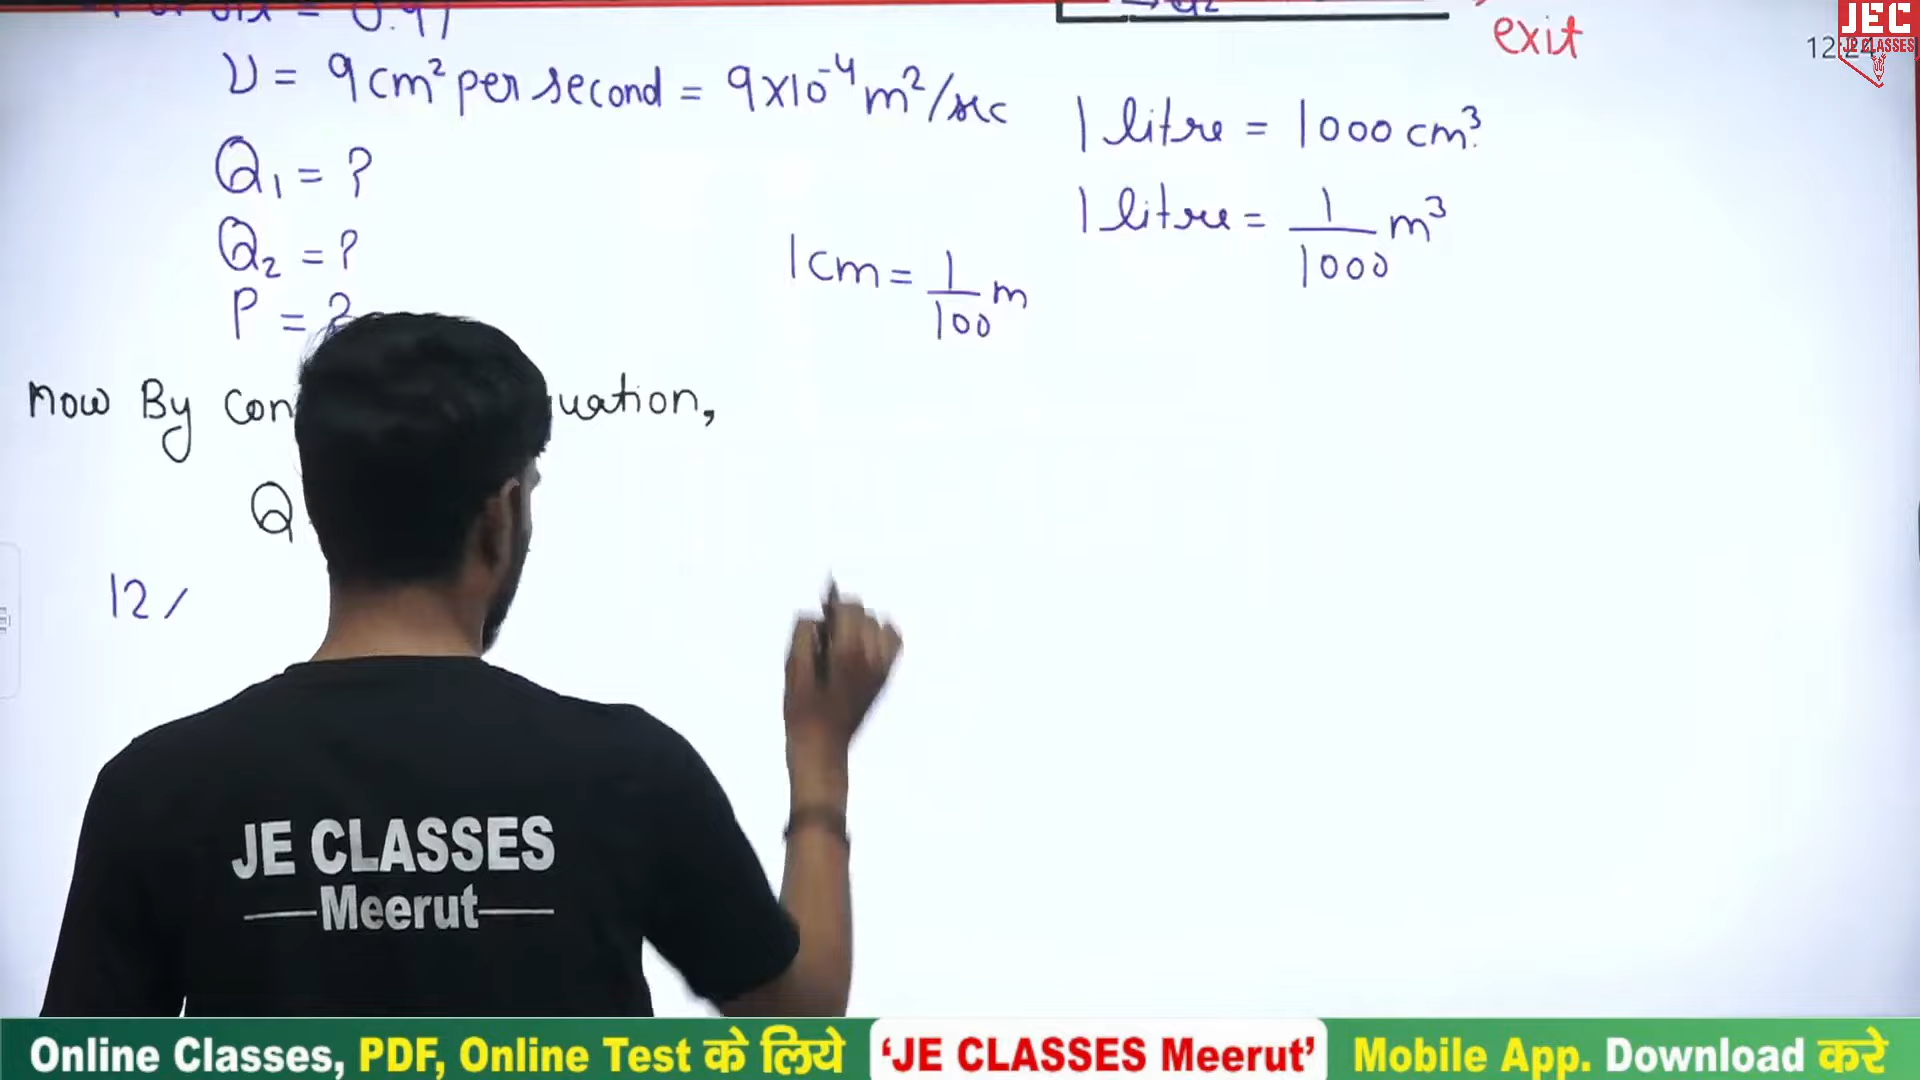 = 0.97
exit
JEC
JE CLASSES
ν = 9 cm² per second = 9×10⁻⁴ m²/sec
1 litre = 1000 cm³.
Q₁ = ?
1 litre = 1/1000 m³
Q₂ = ?
1 cm = 1/100 m
P = ?
Now By
Q
12 /
JE CLASSES
Meerut
Online Classes, PDF, Online Test के लिये 'JE CLASSES Meerut' Mobile App. Download करे